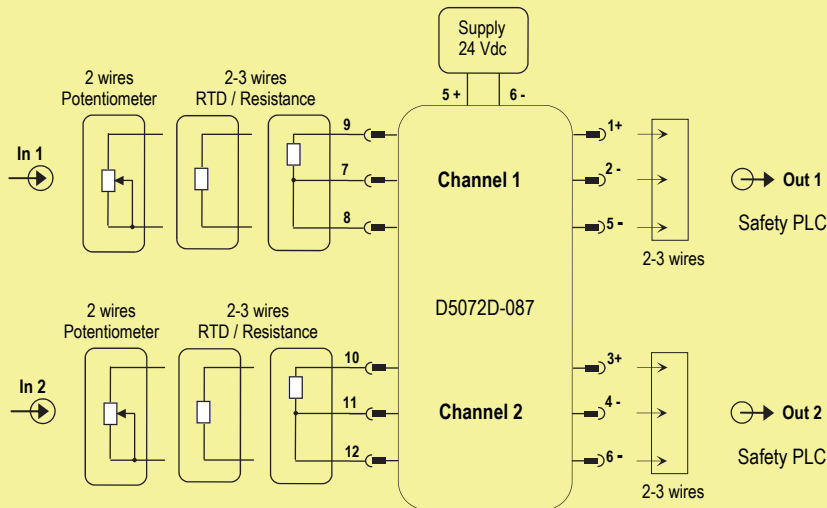 Supply
24 Vdc
5 +
6 -
2 wires
Potentiometer
2-3 wires
RTD / Resistance
In 1
9
7
8
Channel 1
1+
2 -
5 -
2-3 wires
Out 1
Safety PLC
D5072D-087
2 wires
Potentiometer
2-3 wires
RTD / Resistance
In 2
10
11
12
Channel 2
3+
4 -
6 -
2-3 wires
Out 2
Safety PLC